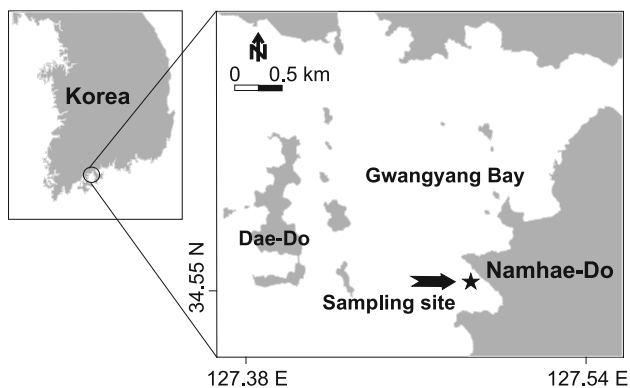 Korea
N
0 0.5 km
Gwangyang Bay
Dae-Do
Namhae-Do
Sampling site
34.55 N
127.38 E
127.54 E